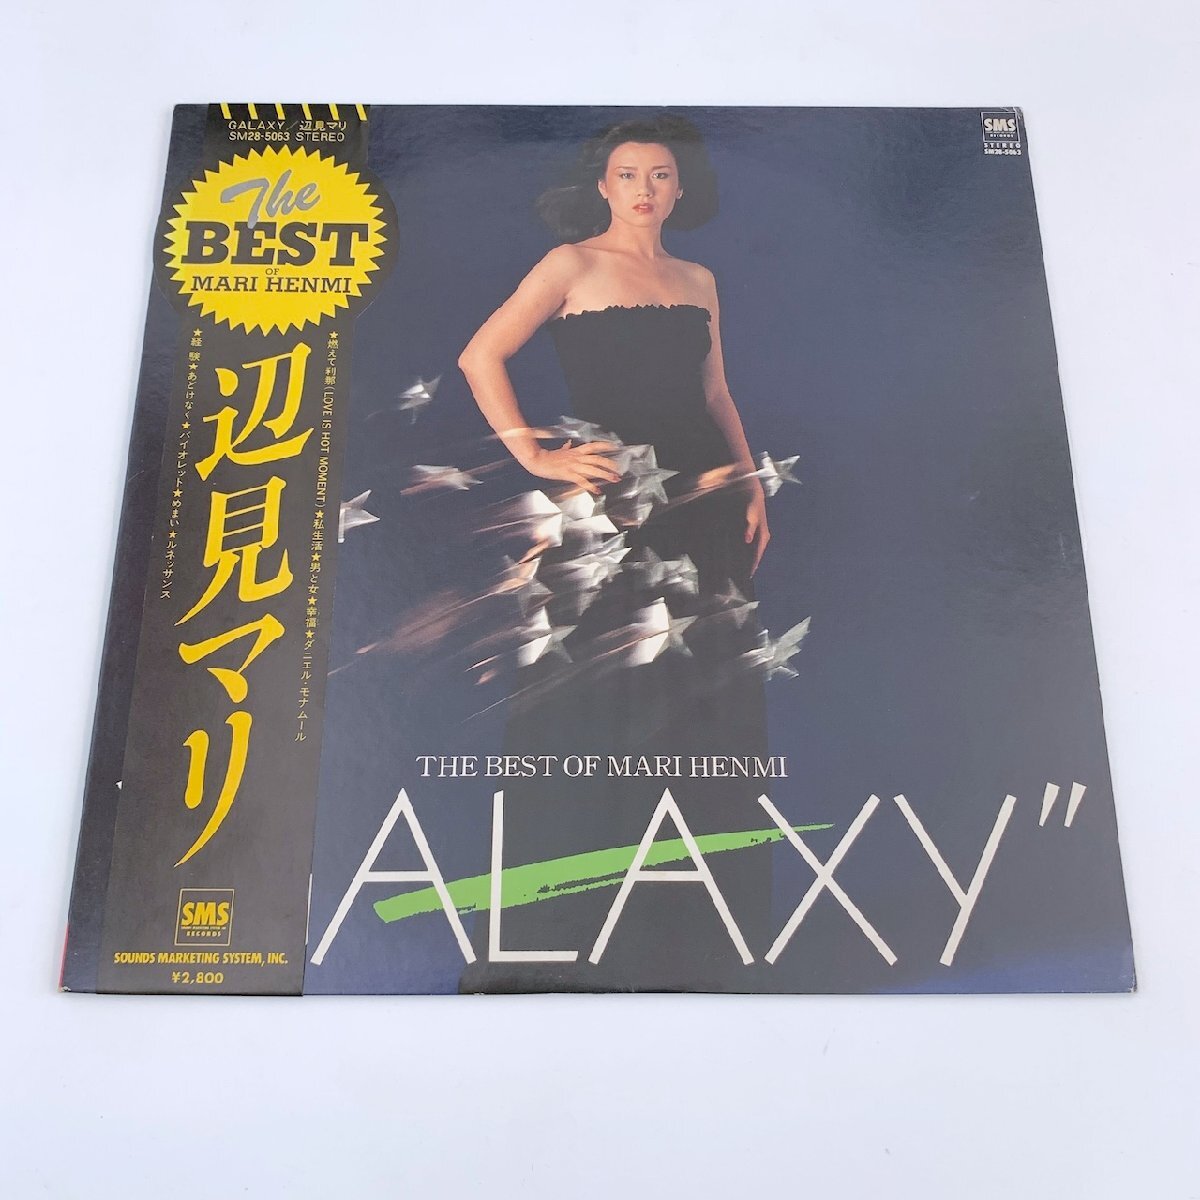 GALAXY／辺見マリ
SM28-5063 STEREO
The
BEST
OF
MARI HENMI
★燃えて刹那(LOVE IS HOT MOMENT)★私生活★男と女★幸福★ダニエル・モナムール
★経験★あどけなく★バイオレット★めまい★ルネッサンス
辺見マリ
SMS
RECORDS
SOUNDS MARKETING SYSTEM, INC.
¥2,800
SMS
RECORDS
STEREO
SM28-5063
THE BEST OF MARI HENMI
ALAXY"